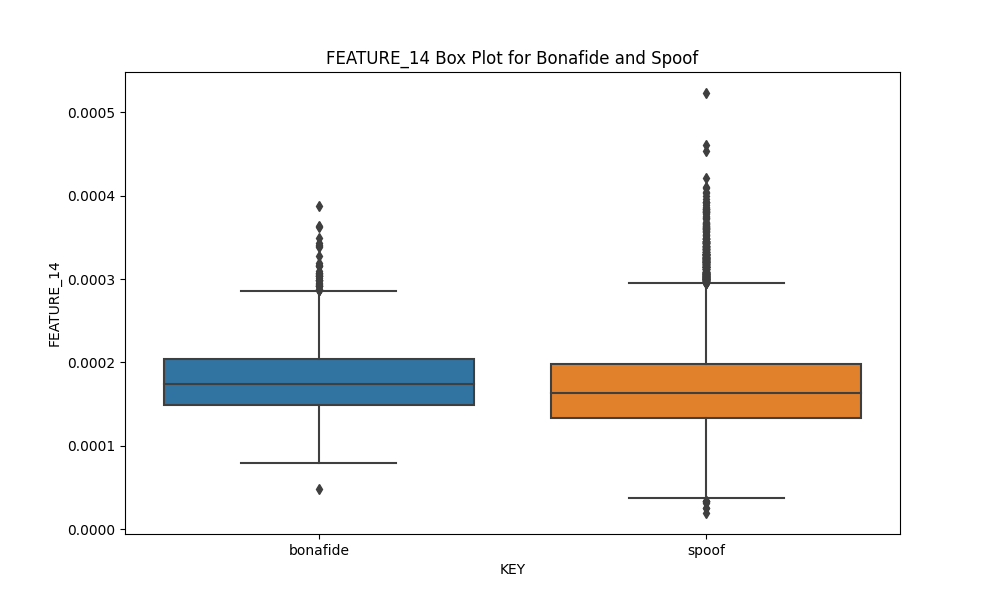 FEATURE_14 Box Plot for Bonafide and Spoof
0.0005
0.0004
0.0003
0.0002
0.0001
0.0000
FEATURE_14
bonafide
spoof
KEY